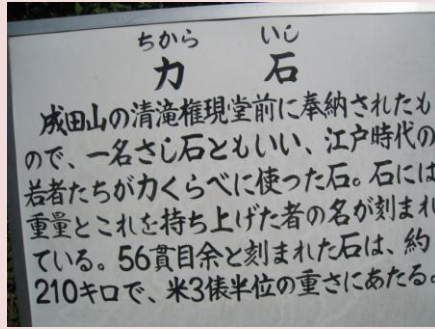 ちから いし
力 石
成田山の清滝権現堂前に奉納されたも
ので、一名さし石ともいい、江戸時代の
若者たちが力くらべに使った石。石には
重量とこれを持ち上げた者の名が刻まれ
ている。56貫目余と刻まれた石は、約
210キロで、米3俵半位の重さにあたる。